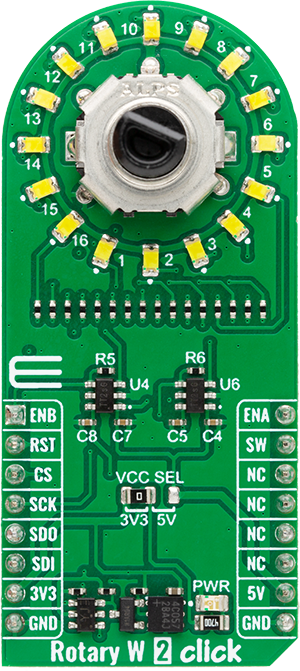 10 9
11 8
12 7
ALPS
13
14 6
15 5
16 4
1 2 3
R5 R6
U4 U6
C8 C7 C5 C4
ENB ENA
RST SW
CS VCC SEL NC
SCK NC
3V3 5V
SDO NC
SDI NC
3V3 PWR 5V
GND GND
Rotary W 2 click